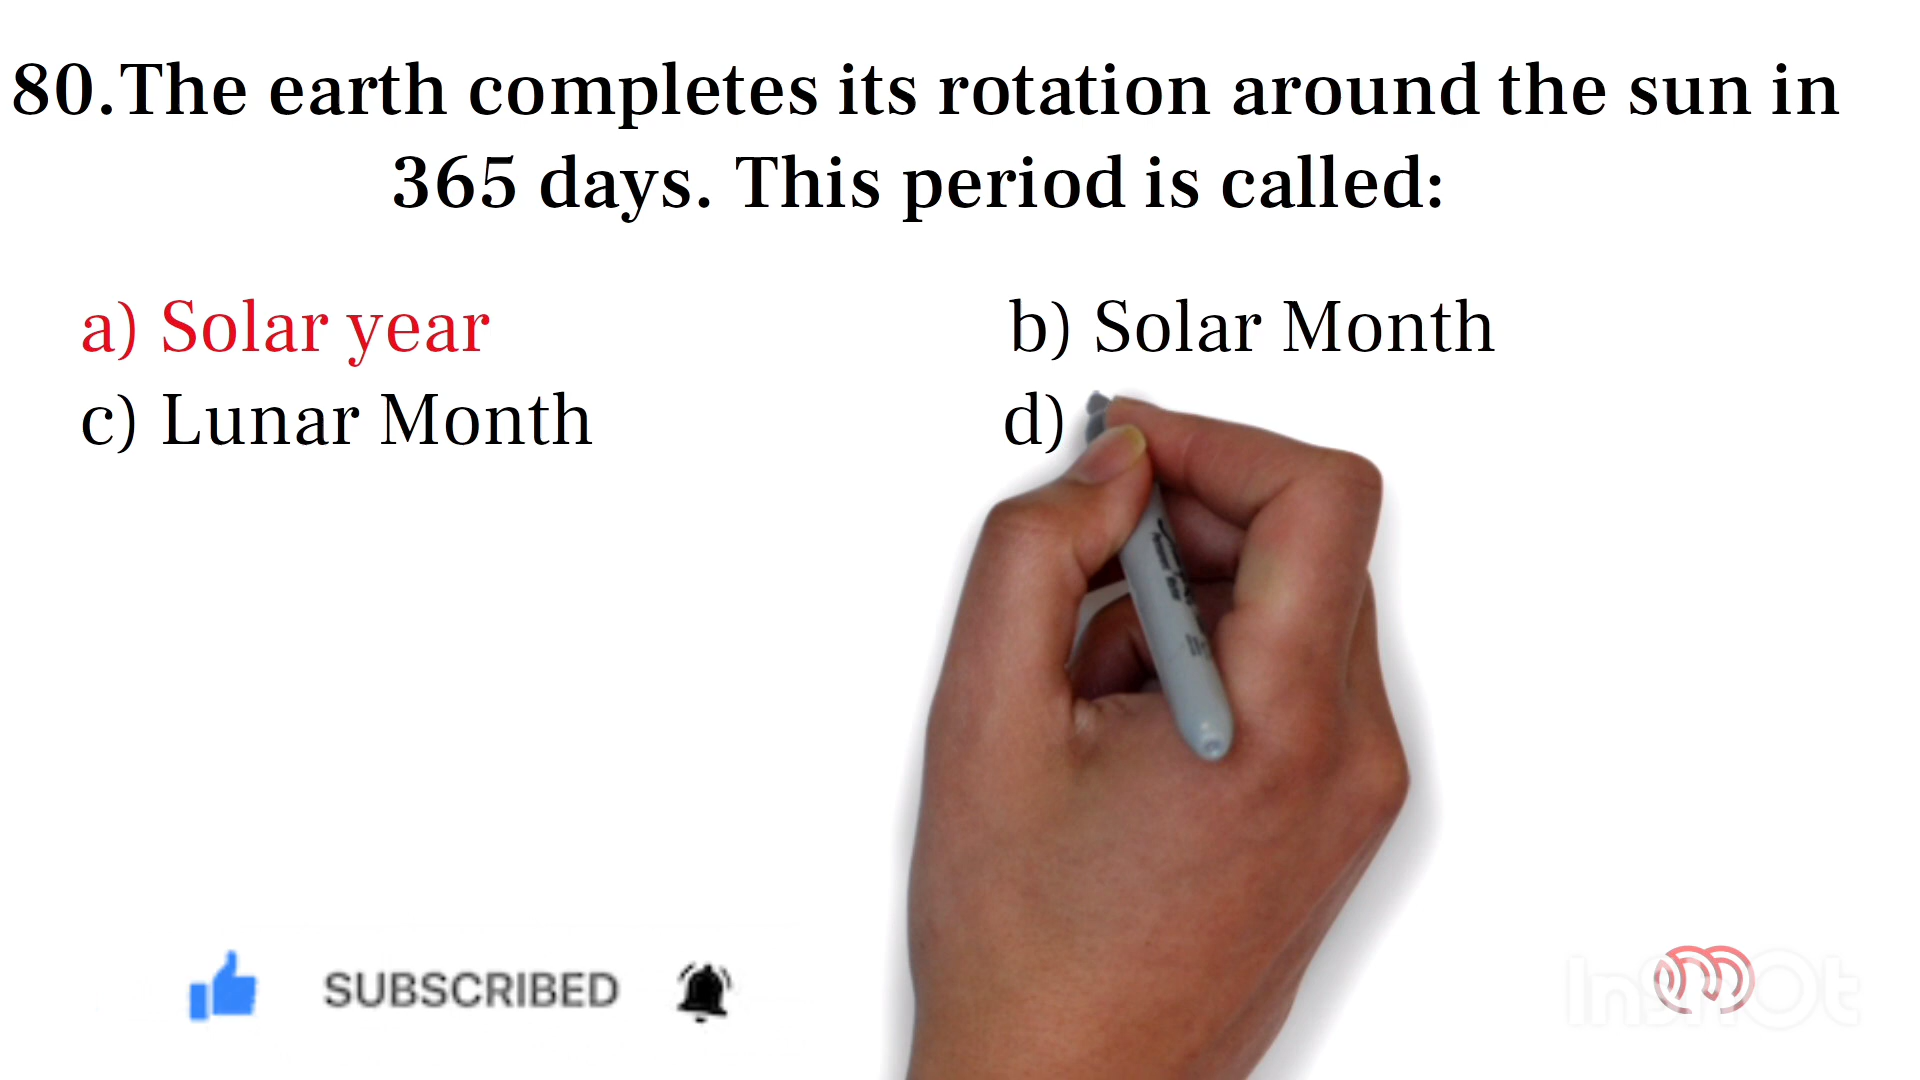 80.The earth completes its rotation around the sun in
365 days. This period is called:
a) Solar year
b) Solar Month
c) Lunar Month
d)
SUBSCRIBED
InShOt